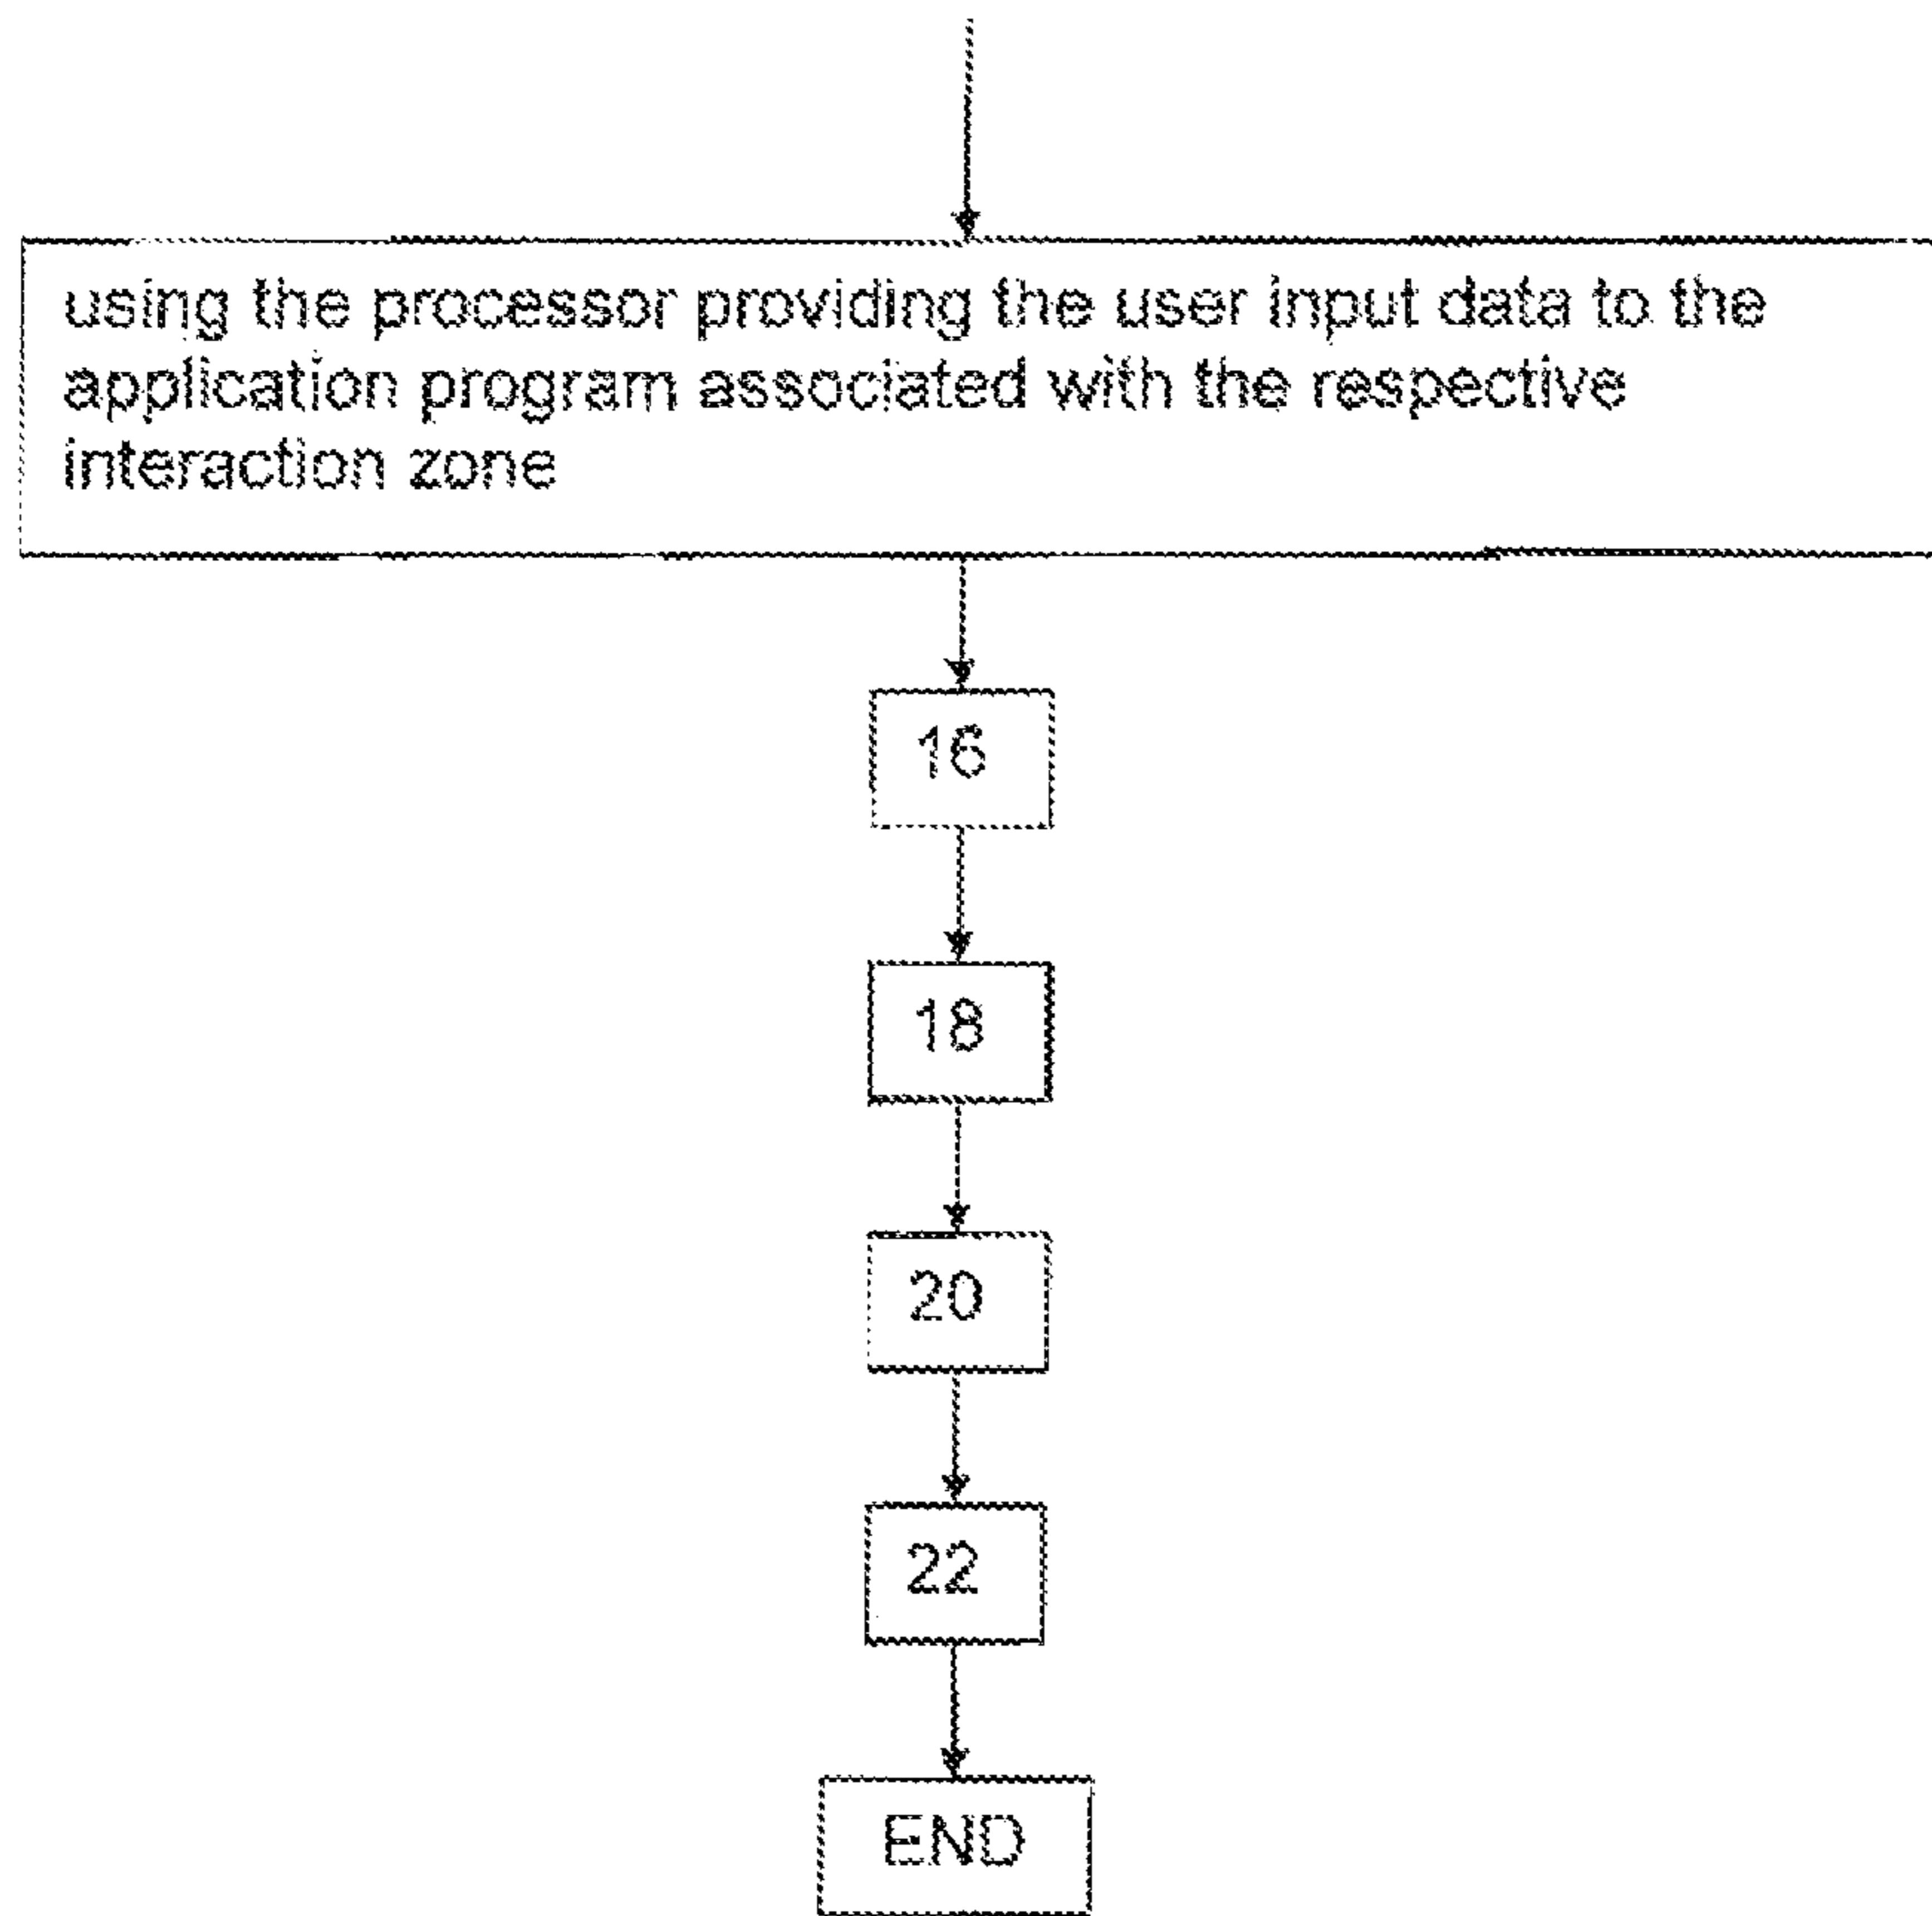 using the processor providing the user input data to the
application program associated with the respective
interaction zone
16
18
20
22
END